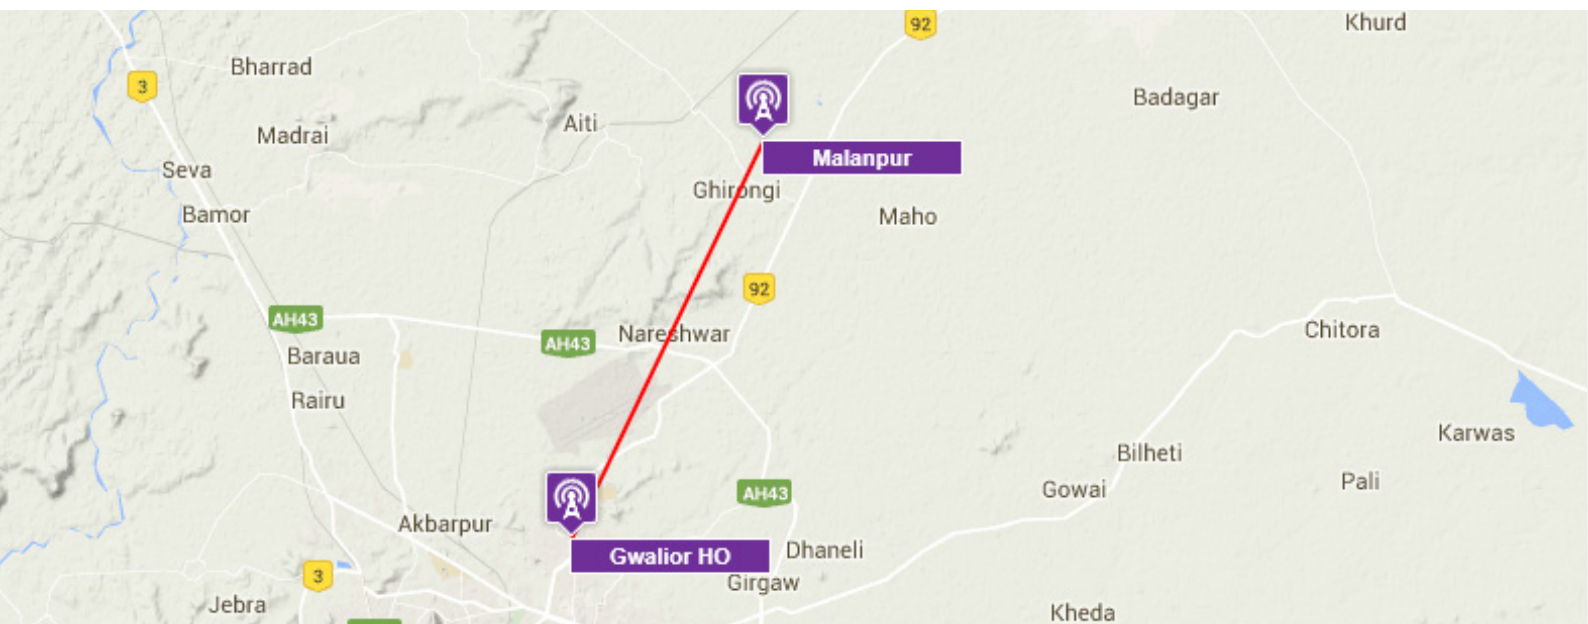 92
Khurd
Bharrad
3
Badagar
Aiti
Madrai
Malanpur
Seva
Ghirongi
Bamor
Maho
92
AH43
Nareshwar
Chitora
AH43
Baraua
Rairu
Karwas
Bilheti
Pali
Gowai
AH43
Akbarpur
Dhaneli
Gwalior HO
3
Girgaw
Jebra
Kheda